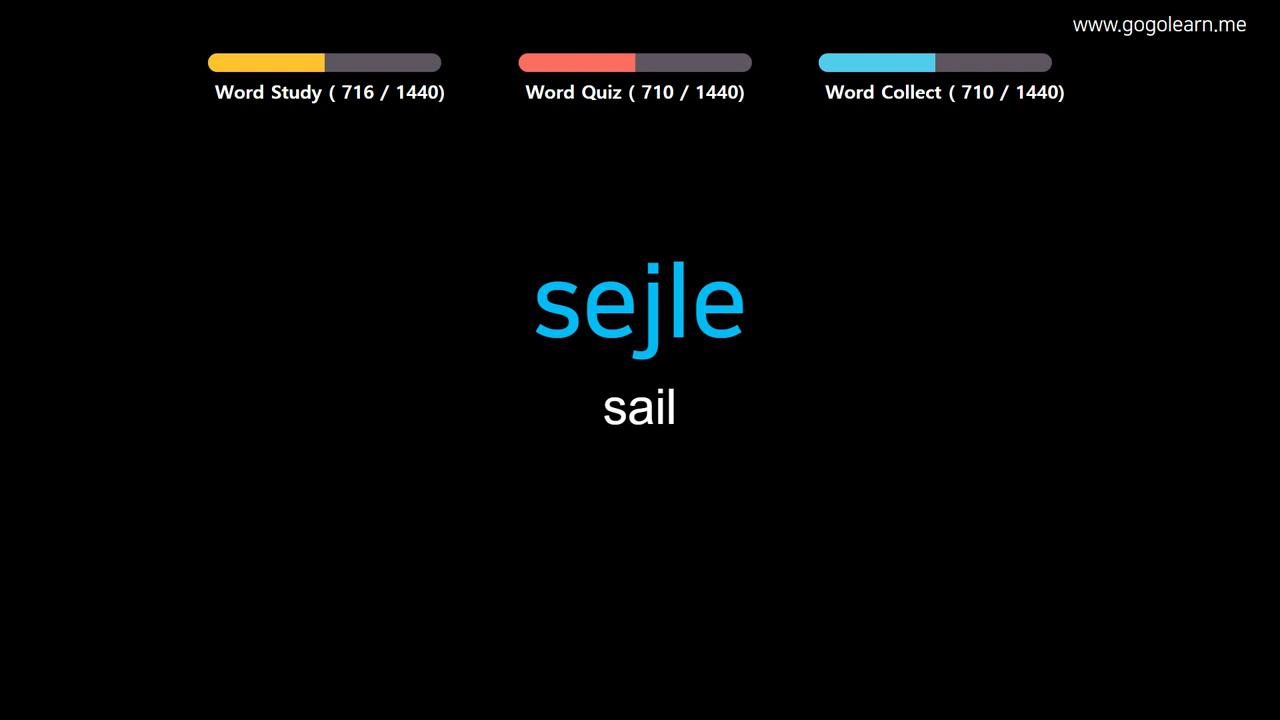 www.gogolearn.me
Word Study ( 716 / 1440)
Word Quiz ( 710 / 1440)
Word Collect ( 710 / 1440)
sejle
sail